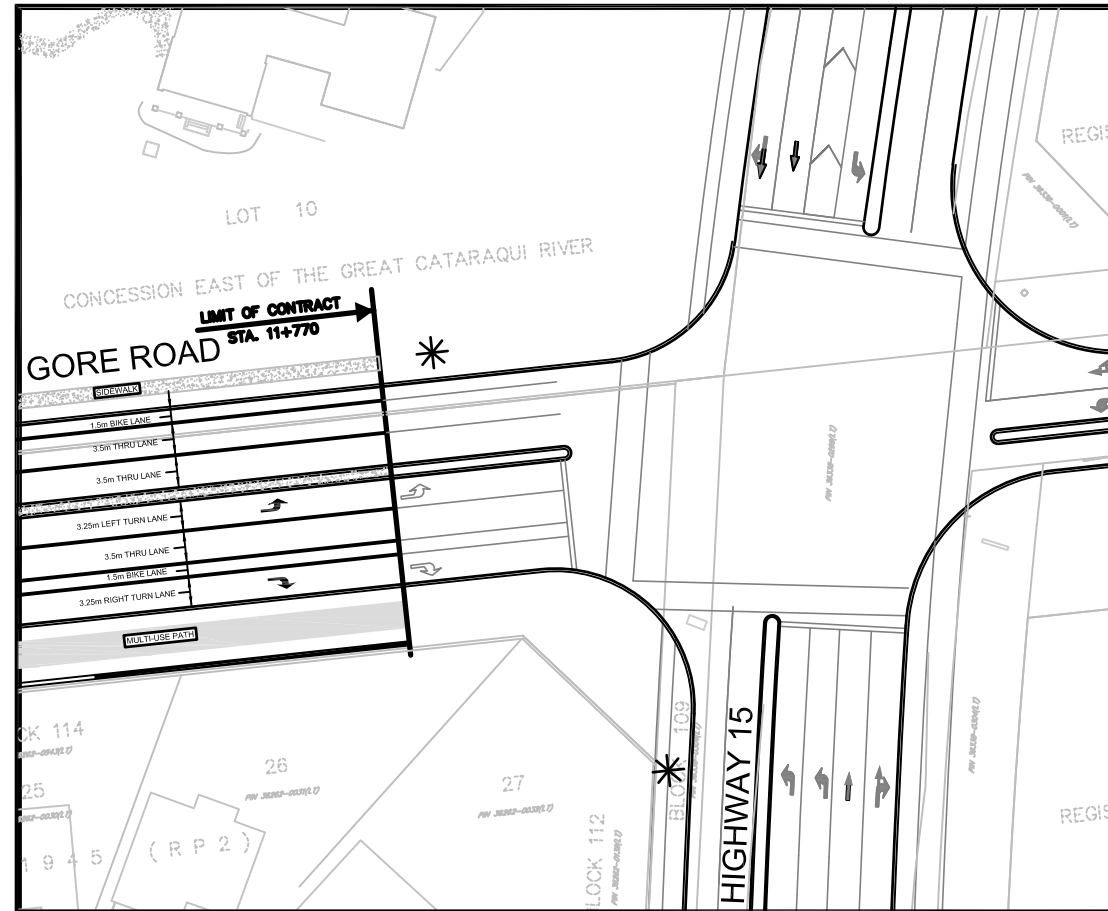 REGIS
LOT 10
CONCESSION EAST OF THE GREAT CATARAQUI RIVER
LIMIT OF CONTRACT
STA. 11+770
GORE ROAD
SIDEWALK
1.5m BIKE LANE
3.5m THRU LANE
3.5m THRU LANE
3.25m LEFT TURN LANE
3.5m THRU LANE
1.5m BIKE LANE
3.25m RIGHT TURN LANE
MULTI-USE PATH
CK 114
25
26
27
1945
( RP2 )
BLOCK 109
LOCK 112
HIGHWAY 15
REGIS